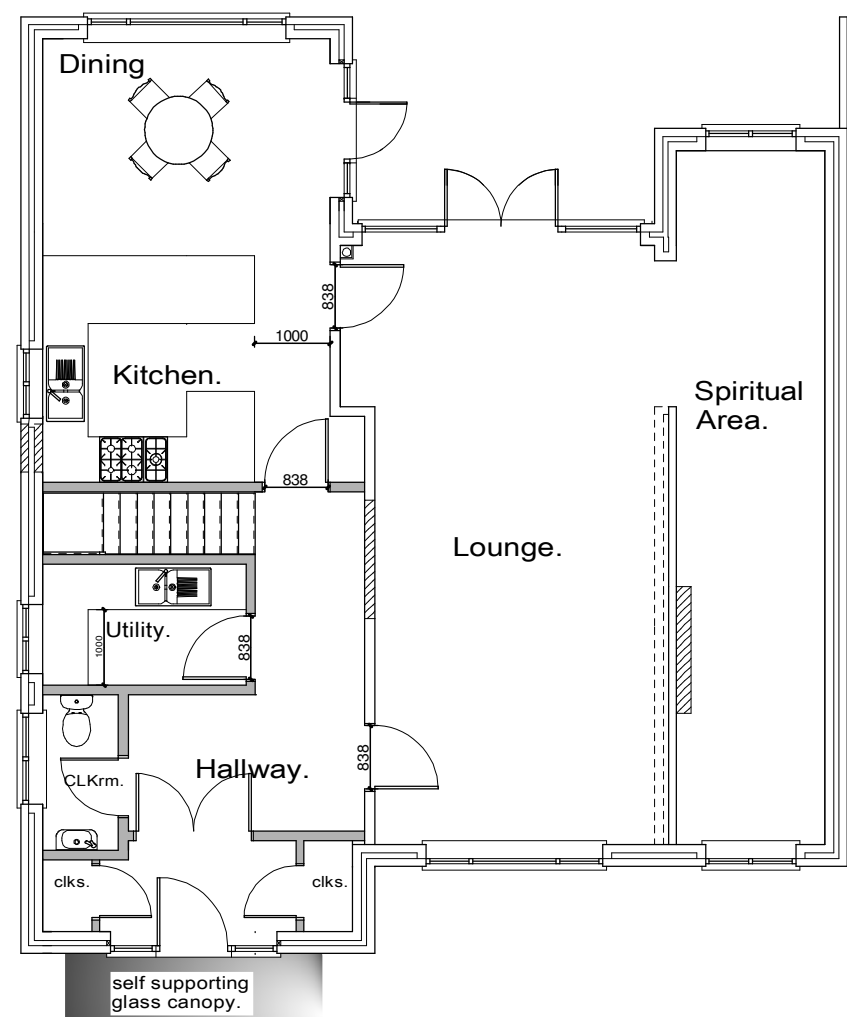 Dining
838
1000
Kitchen.
Spiritual
Area.
838
Lounge.
Utility.
1000
838
838
Hallway.
CLKrm.
clks.
clks.
self supporting
glass canopy.